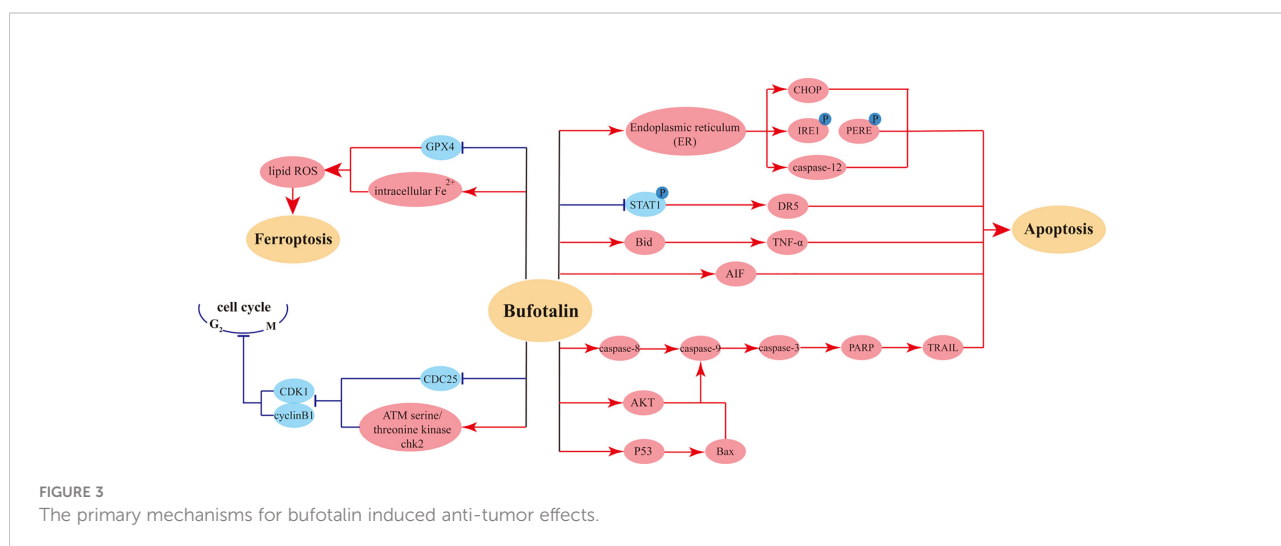 CHOP
P
P
Endoplasmic reticulum
(ER)
IRE1
PERE
caspase-12
GPX4
lipid ROS
intracellular Fe²⁺
P
STAT1
DR5
Ferroptosis
Bid
TNF-α
Apoptosis
AIF
Bufotalin
cell cycle
G₂
M
caspase-8
caspase-9
caspase-3
PARP
TRAIL
CDC25
CDK1
cyclinB1
ATM serine/
threonine kinase
chk2
AKT
P53
Bax
FIGURE 3
The primary mechanisms for bufotalin induced anti-tumor effects.